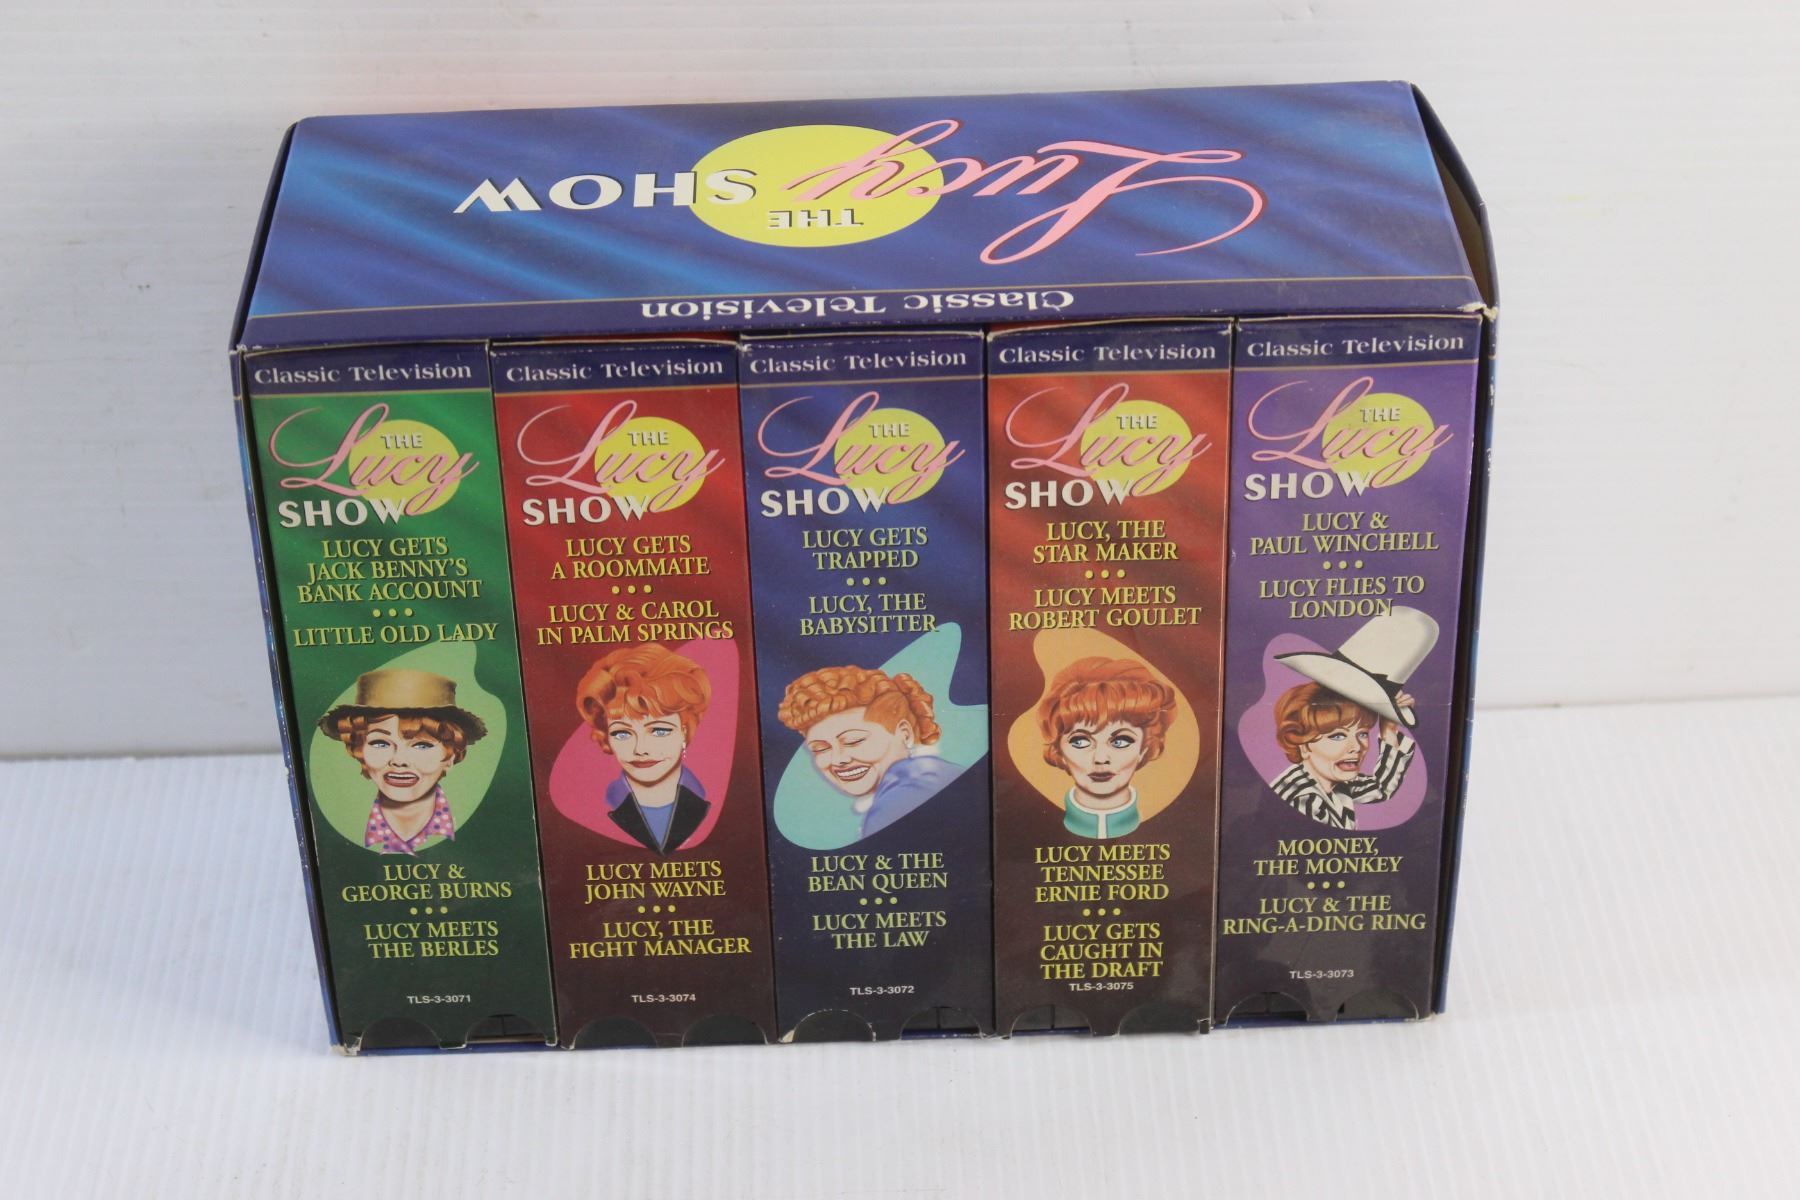 THE
Lucy SHOW
Classic Television
Classic Television
THE
Lucy
SHOW
LUCY GETS
JACK BENNY'S
BANK ACCOUNT
•••
LITTLE OLD LADY
LUCY &
GEORGE BURNS
•••
LUCY MEETS
THE BERLES
TLS-3-3071
Classic Television
THE
Lucy
SHOW
LUCY GETS
A ROOMMATE
•••
LUCY & CAROL
IN PALM SPRINGS
LUCY MEETS
JOHN WAYNE
•••
LUCY, THE
FIGHT MANAGER
TLS-3-3074
Classic Television
THE
Lucy
SHOW
LUCY GETS
TRAPPED
•••
LUCY, THE
BABYSITTER
LUCY & THE
BEAN QUEEN
•••
LUCY MEETS
THE LAW
TLS-3-3072
Classic Television
THE
Lucy
SHOW
LUCY, THE
STAR MAKER
•••
LUCY MEETS
ROBERT GOULET
LUCY MEETS
TENNESSEE
ERNIE FORD
•••
LUCY GETS
CAUGHT IN
THE DRAFT
TLS-3-3075
Classic Television
THE
Lucy
SHOW
LUCY &
PAUL WINCHELL
•••
LUCY FLIES TO
LONDON
MOONEY,
THE MONKEY
•••
LUCY & THE
RING-A-DING RING
TLS-3-3073